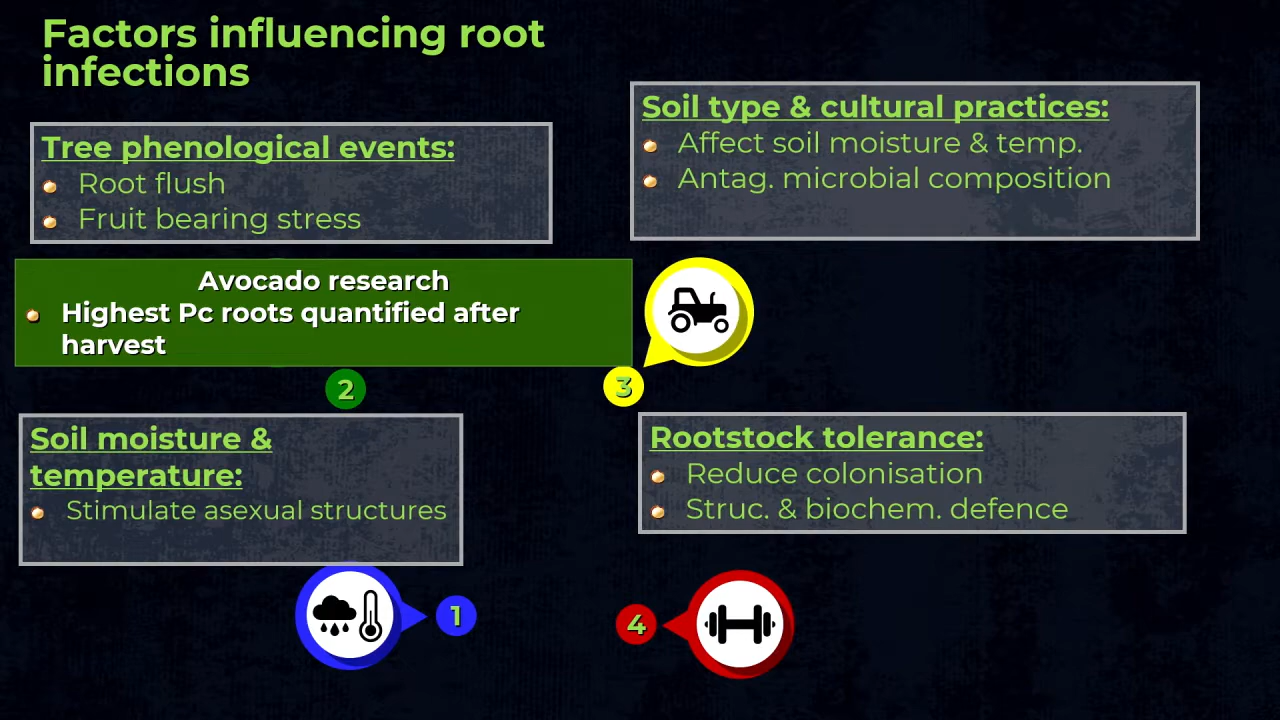 Factors influencing root
infections
Tree phenological events:
Root flush
Fruit bearing stress
Soil type & cultural practices:
Affect soil moisture & temp.
Antag. microbial composition
Avocado research
Highest Pc roots quantified after
harvest
2
3
Soil moisture &
temperature:
Stimulate asexual structures
Rootstock tolerance:
Reduce colonisation
Struc. & biochem. defence
1
4